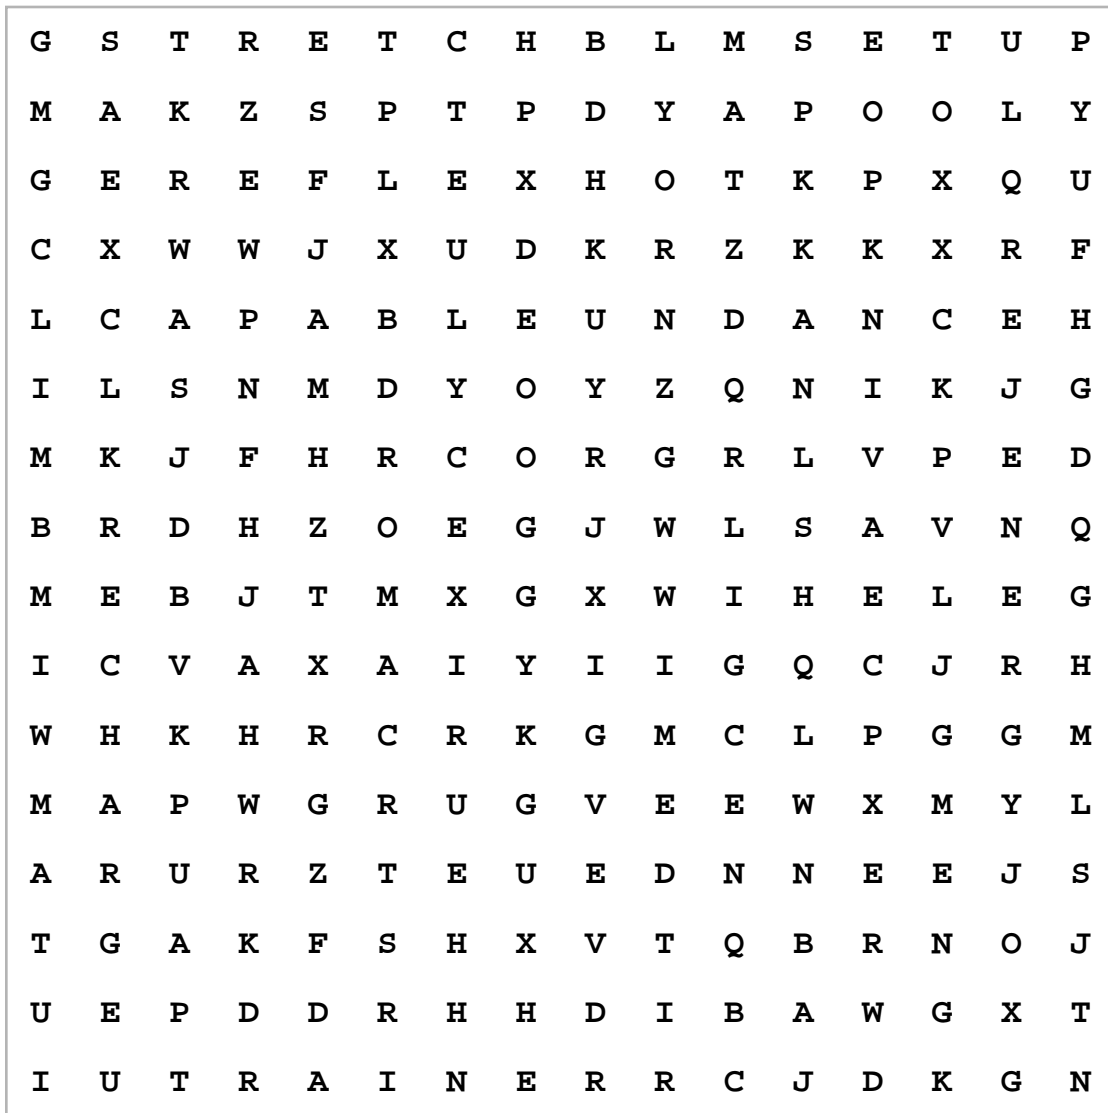 G S T R E T C H B L M S E T U P
M A K Z S P T P D Y A P O O L Y
G E R E F L E X H O T K P X Q U
C X W W J X U D K R Z K K X R F
L C A P A B L E U N D A N C E H
I L S N M D Y O Y Z Q N I K J G
M K J F H R C O R G R L V P E D
B R D H Z O E G J W L S A V N Q
M E B J T M X G X W I H E L E G
I C V A X A I Y I I G Q C J R H
W H K H R C R K G M C L P G G M
M A P W G R U G V E E W X M Y L
A R U R Z T E U E D N N E E J S
T G A K F S H X V T Q B R N O J
U E P D D R H H D I B A W G X T
I U T R A I N E R R C J D K G N